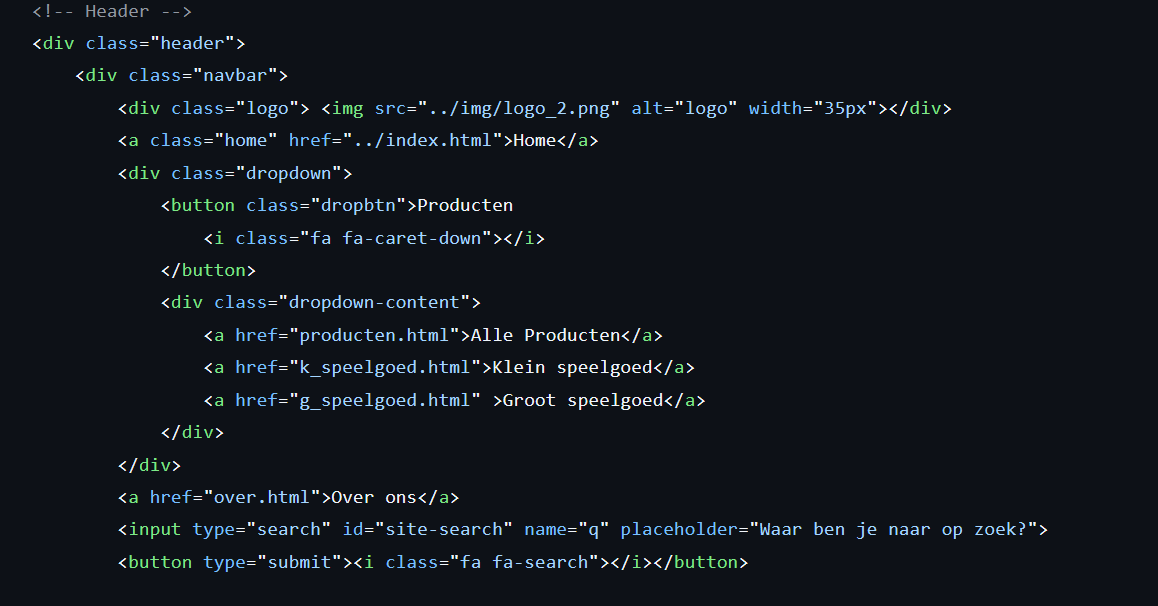 <!-- Header -->
<div class="header">
<div class="navbar">
<div class="logo"> <img src="../img/logo_2.png" alt="logo" width="35px"></div>
<a class="home" href="../index.html">Home</a>
<div class="dropdown">
<button class="dropbtn">Producten
<i class="fa fa-caret-down"></i>
</button>
<div class="dropdown-content">
<a href="producten.html">Alle Producten</a>
<a href="k_speelgoed.html">Klein speelgoed</a>
<a href="g_speelgoed.html" >Groot speelgoed</a>
</div>
</div>
<a href="over.html">Over ons</a>
<input type="search" id="site-search" name="q" placeholder="Waar ben je naar op zoek?">
<button type="submit"><i class="fa fa-search"></i></button>